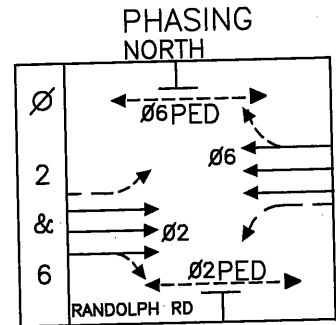 PHASING
NORTH
Ø
2
&
6
Ø6PED
Ø6
Ø2
Ø2PED
RANDOLPH RD